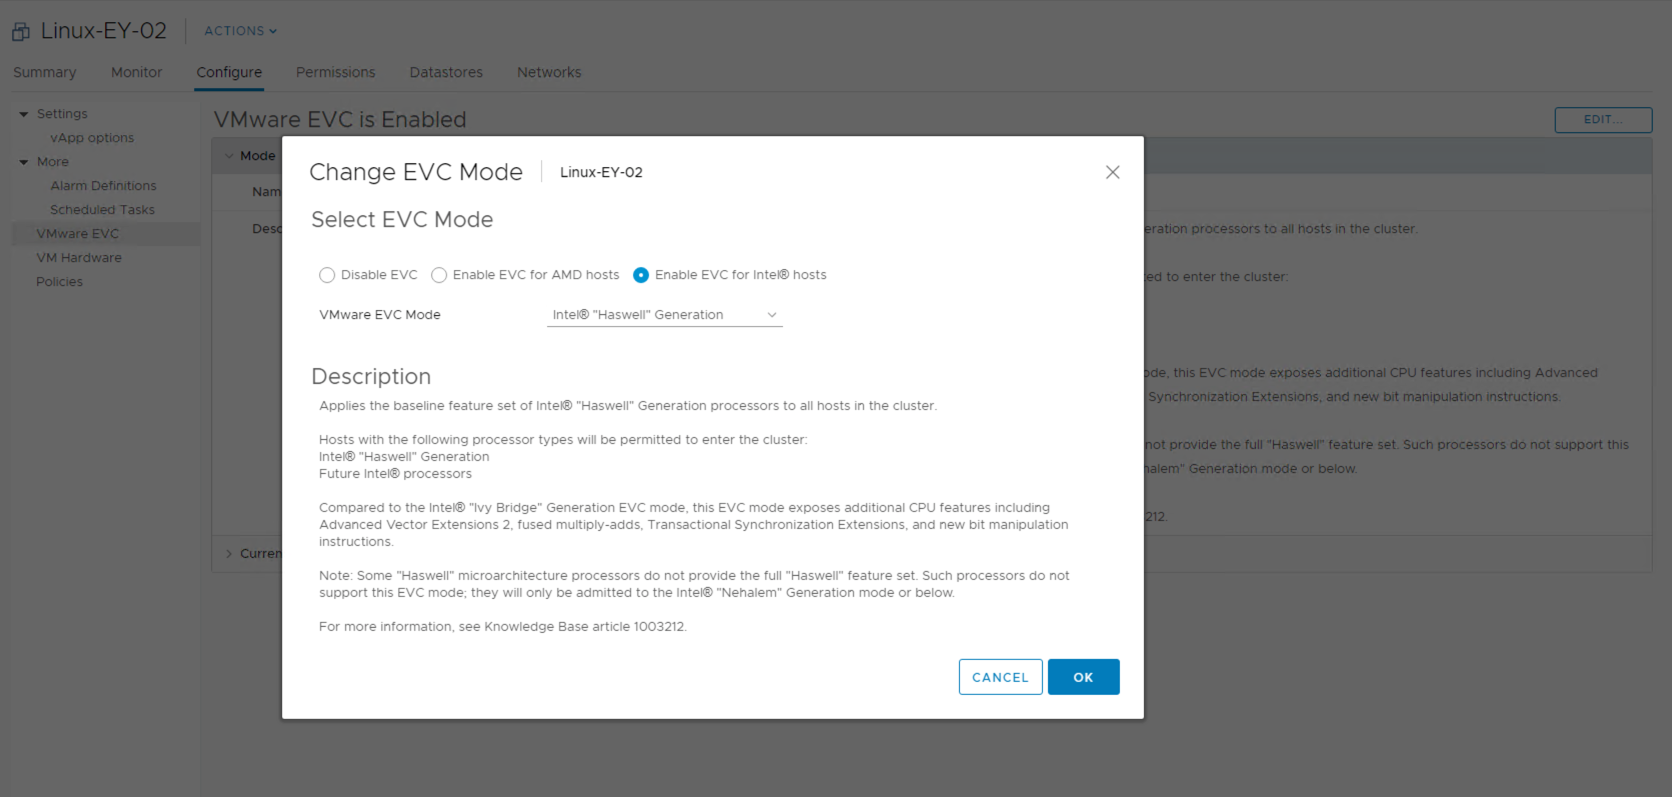 Linux-EY-02
ACTIONS
Summary Monitor Configure Permissions Datastores Networks
Settings
vApp options
More
Alarm Definitions
Scheduled Tasks
VMware EVC
VM Hardware
Policies
VMware EVC is Enabled
EDIT...
Mode
Nam
Desc
eration processors to all hosts in the cluster.
ted to enter the cluster:
ode, this EVC mode exposes additional CPU features including Advanced
Synchronization Extensions, and new bit manipulation instructions.
not provide the full "Haswell" feature set. Such processors do not support this
halem" Generation mode or below.
212.
Curren
Change EVC Mode Linux-EY-02
Select EVC Mode
Disable EVC Enable EVC for AMD hosts Enable EVC for Intel® hosts
VMware EVC Mode Intel® "Haswell" Generation
Description
Applies the baseline feature set of Intel® "Haswell" Generation processors to all hosts in the cluster.
Hosts with the following processor types will be permitted to enter the cluster:
Intel® "Haswell" Generation
Future Intel® processors
Compared to the Intel® "Ivy Bridge" Generation EVC mode, this EVC mode exposes additional CPU features including
Advanced Vector Extensions 2, fused multiply-adds, Transactional Synchronization Extensions, and new bit manipulation
instructions.
Note: Some "Haswell" microarchitecture processors do not provide the full "Haswell" feature set. Such processors do not
support this EVC mode; they will only be admitted to the Intel® "Nehalem" Generation mode or below.
For more information, see Knowledge Base article 1003212.
CANCEL OK